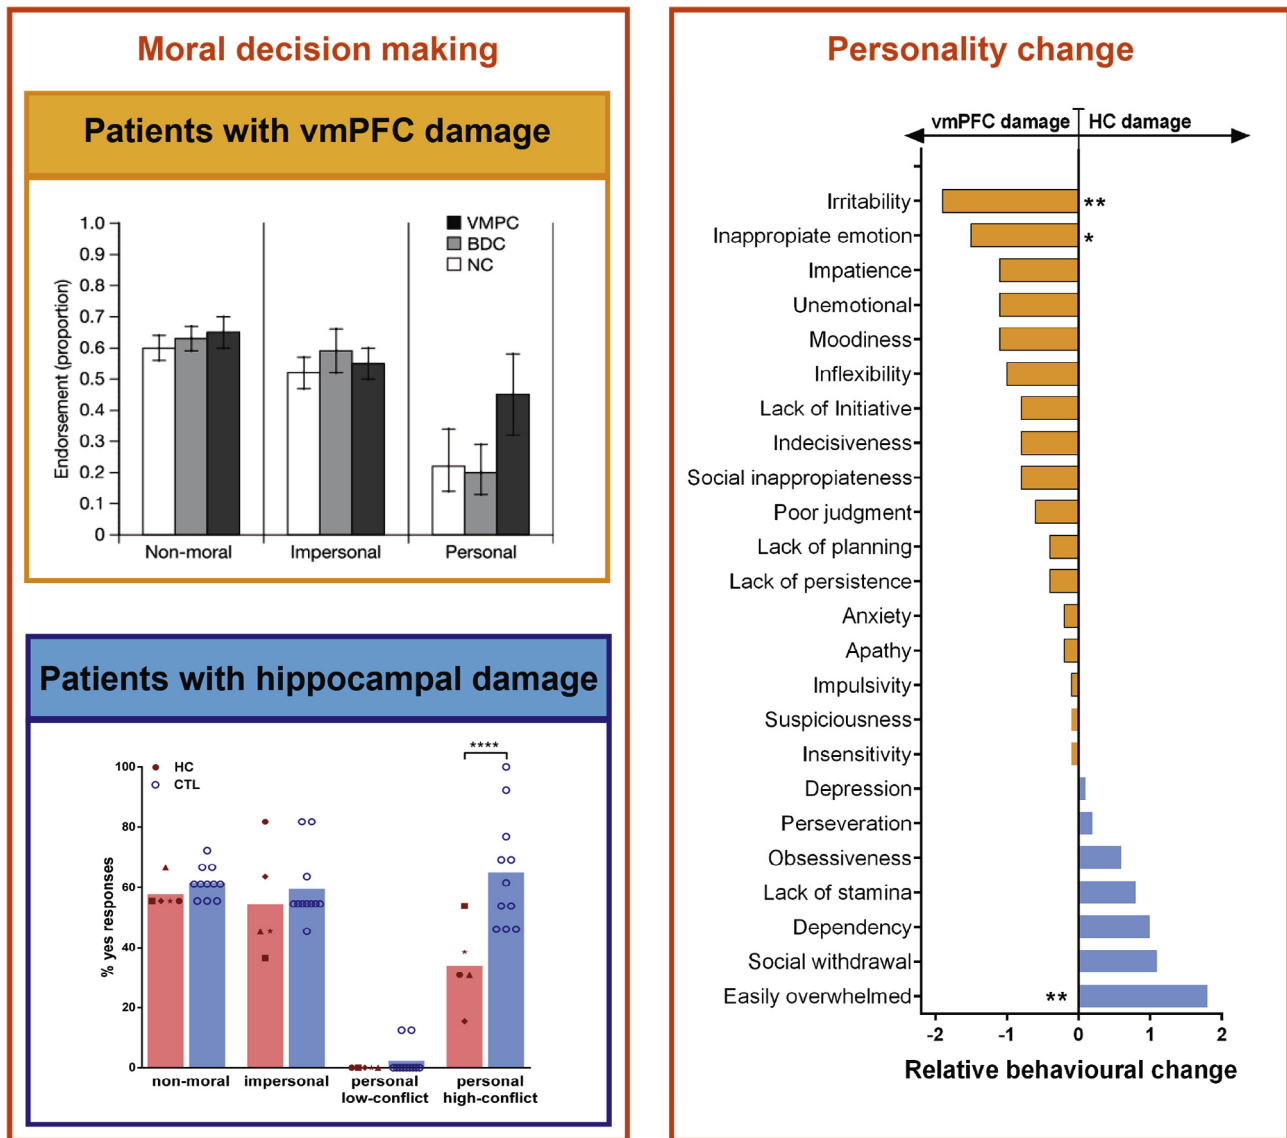 Moral decision making
Patients with vmPFC damage
VMPC
BDC
NC
Endorsement (proportion)
1.0
0.9
0.8
0.7
0.6
0.5
0.4
0.3
0.2
0.1
0
Non-moral
Impersonal
Personal
Patients with hippocampal damage
HC
CTL
****
% yes responses
100
80
60
40
20
0
non-moral
impersonal
personal
low-conflict
personal
high-conflict
Personality change
vmPFC damage
HC damage
Irritability **
Inappropiate emotion *
Impatience
Unemotional
Moodiness
Inflexibility
Lack of Initiative
Indecisiveness
Social inappropiateness
Poor judgment
Lack of planning
Lack of persistence
Anxiety
Apathy
Impulsivity
Suspiciousness
Insensitivity
Depression
Perseveration
Obsessiveness
Lack of stamina
Dependency
Social withdrawal
Easily overwhelmed **
-2 -1 0 1 2
Relative behavioural change